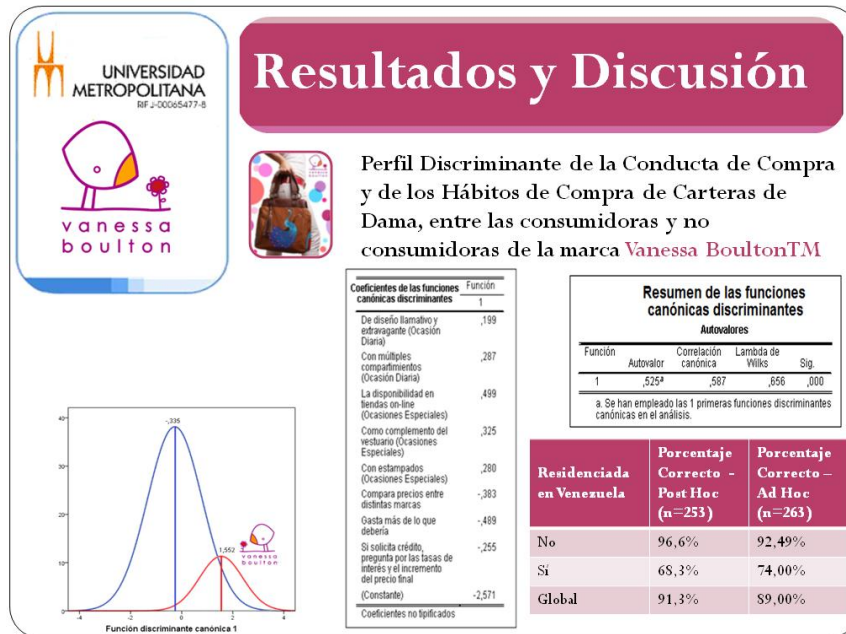 UNIVERSIDAD
METROPOLITANA
RIF J-00065477-8
vanessa
boulton
Resultados y Discusión
Perfil Discriminante de la Conducta de Compra
y de los Hábitos de Compra de Carteras de
Dama, entre las consumidoras y no
consumidoras de la marca Vanessa BoultonTM
Coeficientes de las funciones canónicas discriminantes
Función
1
De diseño llamativo y
extravagante (Ocasión
Diaria)
,199
Con múltiples
compartimientos
(Ocasión Diaria)
,287
La disponibilidad en
tiendas on-line
(Ocasiones Especiales)
,499
Como complemento del
vestuario (Ocasiones
Especiales)
,325
Con estampados
(Ocasiones Especiales)
,280
Compara precios entre
distintas marcas
-,383
Gasta más de lo que
debería
-,489
Si solicita crédito,
pregunta por las tasas de
interés y el incremento
del precio final
-,255
(Constante) -2,571
Coeficientes no tipificados
Resumen de las funciones
canónicas discriminantes
Autovalores
Función Autovalor Correlación canónica Lambda de Wilks Sig.
1 ,525a ,587 ,656 ,000
a. Se han empleado las 1 primeras funciones discriminantes
canónicas en el análisis.
Residenciada en Venezuela Porcentaje Correcto - Post Hoc (n=253) Porcentaje Correcto – Ad Hoc (n=263)
No 96,6% 92,49%
Sí 68,3% 74,00%
Global 91,3% 89,00%
40
30
20
10
0
-,335
1,552
vanessa
boulton
-4 -2 0 2 4
Función discriminante canónica 1